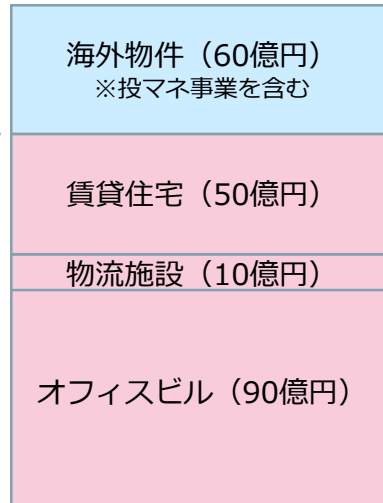 海外物件（60億円）
※投マネ事業を含む
賃貸住宅（50億円）
物流施設（10億円）
オフィスビル（90億円）